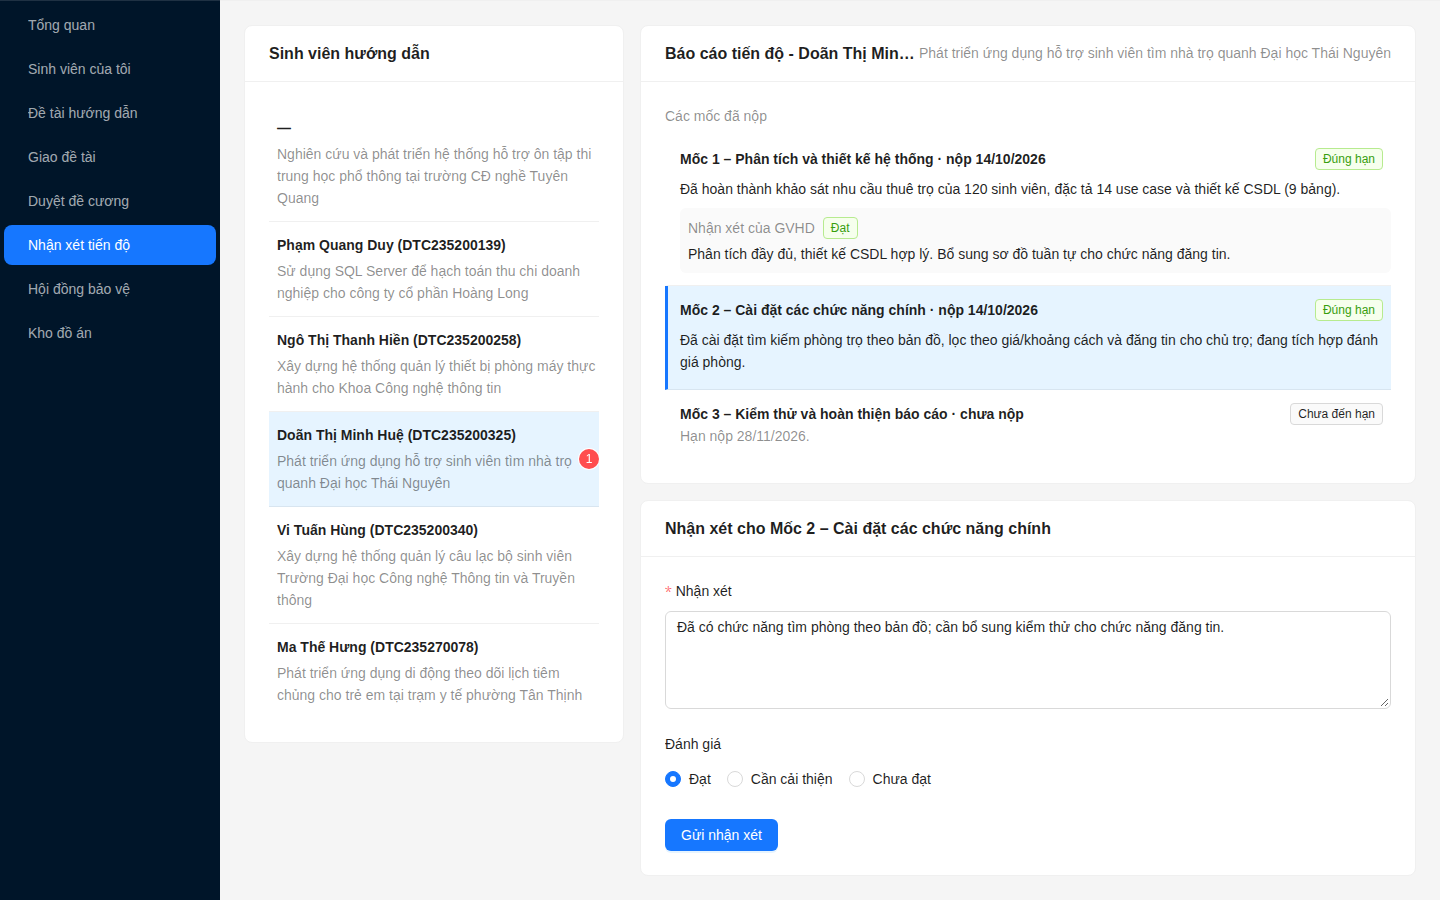 Tổng quan
Sinh viên của tôi
Đề tài hướng dẫn
Giao đề tài
Duyệt đề cương
Nhận xét tiến độ
Hội đồng bảo vệ
Kho đồ án
Sinh viên hướng dẫn
—
Nghiên cứu và phát triển hệ thống hỗ trợ ôn tập thi
trung học phổ thông tại trường CĐ nghề Tuyên
Quang
Phạm Quang Duy (DTC235200139)
Sử dụng SQL Server để hạch toán thu chi doanh
nghiệp cho công ty cổ phần Hoàng Long
Ngô Thị Thanh Hiền (DTC235200258)
Xây dựng hệ thống quản lý thiết bị phòng máy thực
hành cho Khoa Công nghệ thông tin
Doãn Thị Minh Huệ (DTC235200325)
Phát triển ứng dụng hỗ trợ sinh viên tìm nhà trọ
quanh Đại học Thái Nguyên
1
Vi Tuấn Hùng (DTC235200340)
Xây dựng hệ thống quản lý câu lạc bộ sinh viên
Trường Đại học Công nghệ Thông tin và Truyền
thông
Ma Thế Hưng (DTC235270078)
Phát triển ứng dụng di động theo dõi lịch tiêm
chủng cho trẻ em tại trạm y tế phường Tân Thịnh
Báo cáo tiến độ - Doãn Thị Min… Phát triển ứng dụng hỗ trợ sinh viên tìm nhà trọ quanh Đại học Thái Nguyên
Các mốc đã nộp
Mốc 1 – Phân tích và thiết kế hệ thống · nộp 14/10/2026 Đúng hạn
Đã hoàn thành khảo sát nhu cầu thuê trọ của 120 sinh viên, đặc tả 14 use case và thiết kế CSDL (9 bảng).
Nhận xét của GVHD Đạt
Phân tích đầy đủ, thiết kế CSDL hợp lý. Bổ sung sơ đồ tuần tự cho chức năng đăng tin.
Mốc 2 – Cài đặt các chức năng chính · nộp 14/10/2026 Đúng hạn
Đã cài đặt tìm kiếm phòng trọ theo bản đồ, lọc theo giá/khoảng cách và đăng tin cho chủ trọ; đang tích hợp đánh
giá phòng.
Mốc 3 – Kiểm thử và hoàn thiện báo cáo · chưa nộp Chưa đến hạn
Hạn nộp 28/11/2026.
Nhận xét cho Mốc 2 – Cài đặt các chức năng chính
* Nhận xét
Đã có chức năng tìm phòng theo bản đồ; cần bổ sung kiểm thử cho chức năng đăng tin.
Đánh giá
Đạt Cần cải thiện Chưa đạt
Gửi nhận xét